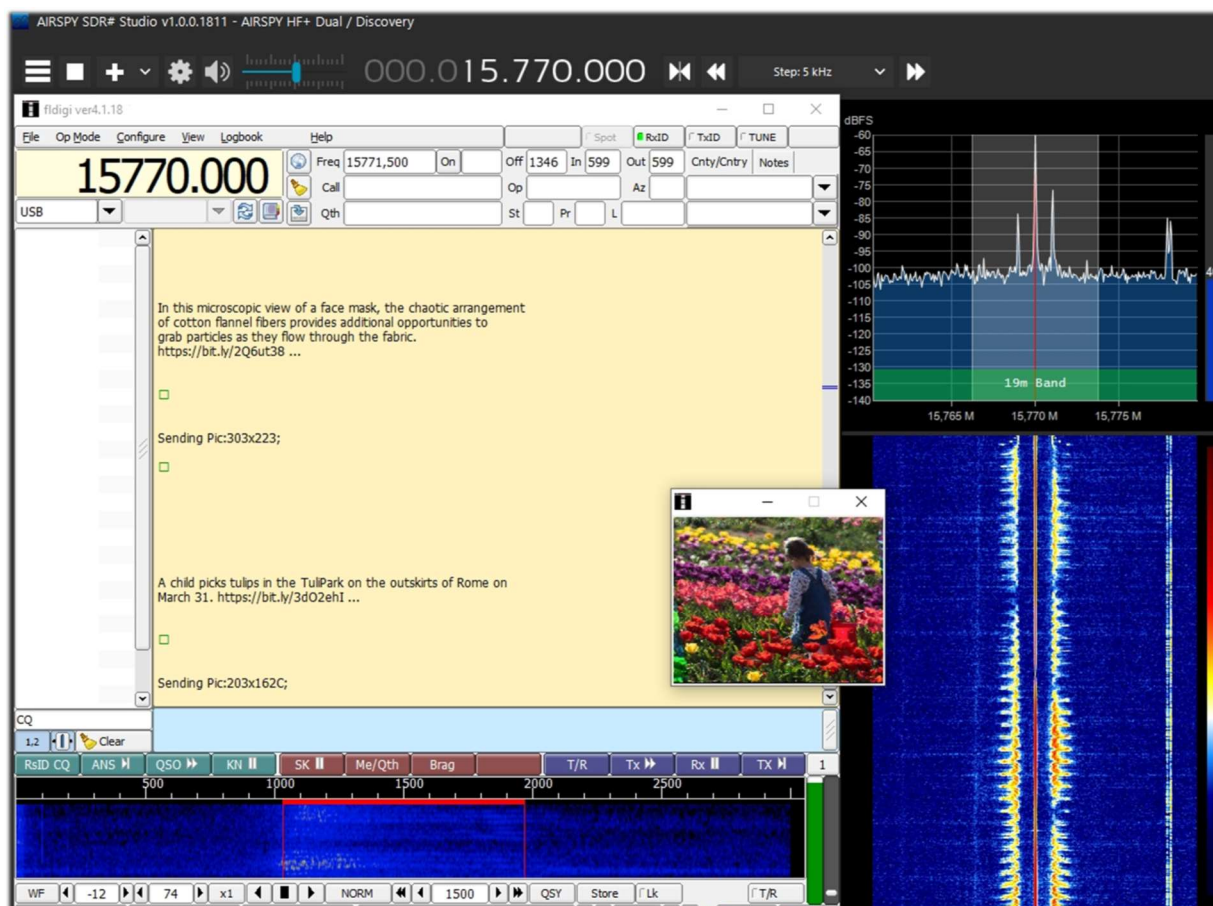 AIRSPY SDR# Studio v1.0.0.1811 - AIRSPY HF+ Dual / Discovery
000.015.770.000
Step: 5 kHz
fldigi ver4.1.18
File Op Mode Configure View Logbook Help
Spot RxID TxID TUNE
15770.000
Freq 15771,500 On Off 1346 In 599 Out 599 Cnty/Cntry Notes
Call Op Az
USB
Qth St Pr L
In this microscopic view of a face mask, the chaotic arrangement
of cotton flannel fibers provides additional opportunities to
grab particles as they flow through the fabric.
https://bit.ly/2Q6ut38 ...
Sending Pic:303x223;
A child picks tulips in the TuliPark on the outskirts of Rome on
March 31. https://bit.ly/3dO2ehI ...
Sending Pic:203x162C;
CQ
1,2 Clear
RsID CQ ANS QSO KN SK Me/Qth Brag T/R Tx Rx TX 1
500 1000 1500 2000 2500
WF -12 74 x1 NORM 1500 QSY Store Lk T/R
dBFS
-60
-65
-70
-75
-80
-85
-90
-95
-100
-105
-110
-115
-120
-125
-130
-135
-140
19m Band
15,765 M 15,770 M 15,775 M